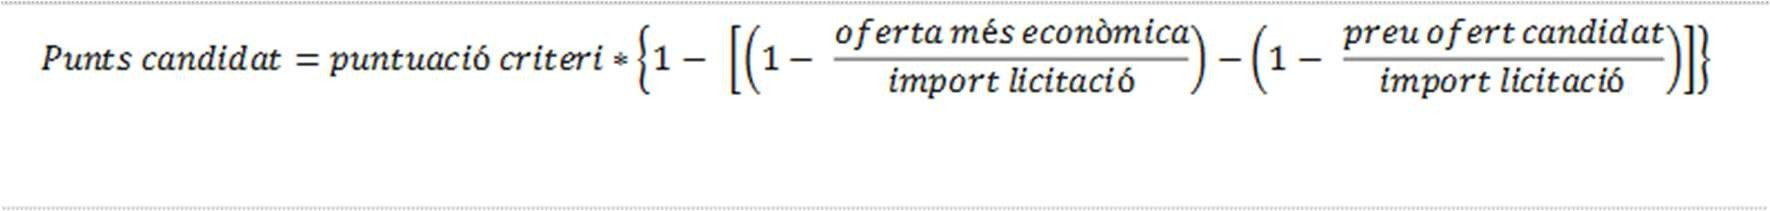 Punts candidat = puntuació criteri * {1 − [(1 − oferta més econòmica / import licitació) − (1 − preu ofert candidat / import licitació)]}